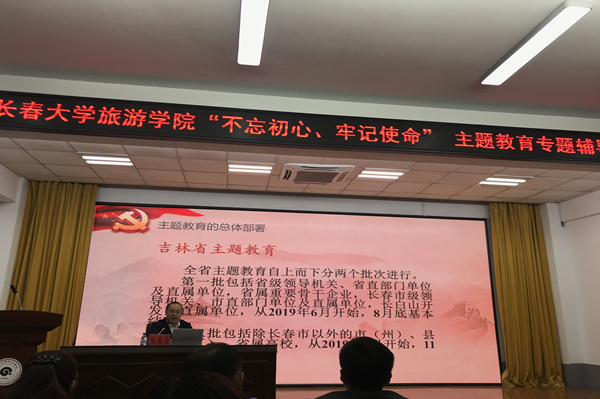 长春大学旅游学院“不忘初心、牢记使命” 主题教育专题辅导
主题教育的总体部署
吉林省主题教育
全省主题教育自上而下分两个批次进行。
第一批包括省级领导机关、省直部门单位
及直属单位，省属重要骨干企业，长春市级领
导机关、市直部门单位及直属单位，长白山开
直属单位，从2019年6月开始，8月底基本
批包括除长春市以外的市（州）、县
省属高校，从
开始，11